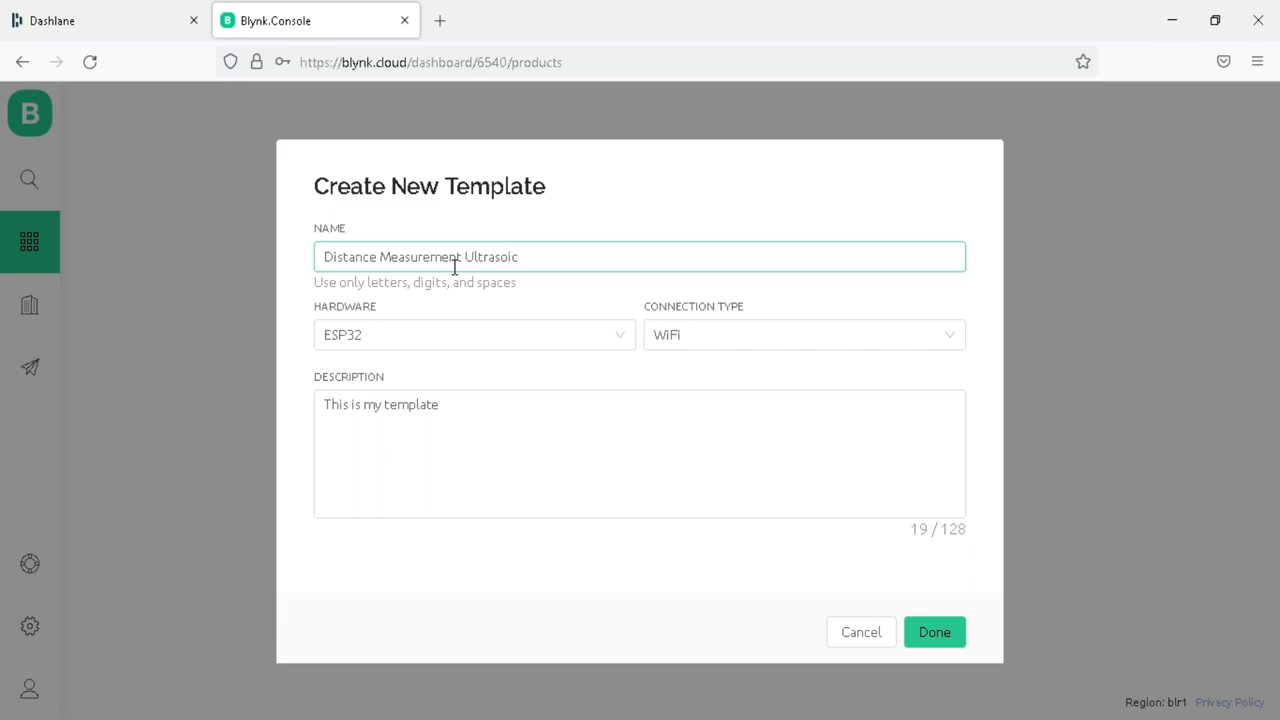 Dashlane
B Blynk.Console
https://blynk.cloud/dashboard/6540/products
B
Create New Template
NAME
Distance Measurement Ultrasoic
Use only letters, digits, and spaces
HARDWARE CONNECTION TYPE
ESP32 WiFi
DESCRIPTION
This is my template
19 / 128
Cancel Done
Region: blr1 Privacy Policy